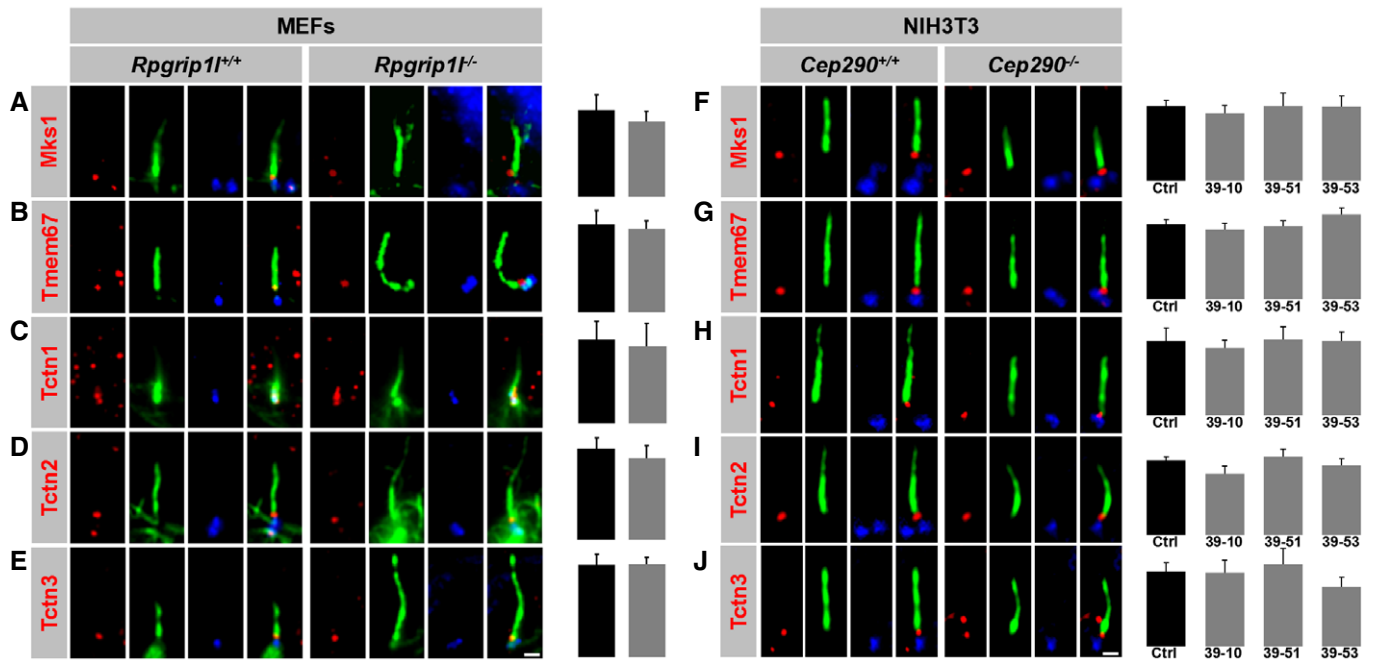 MEFs
NIH3T3
Rpgrip1l+/+
Rpgrip1l-/-
Cep290+/+
Cep290-/-
A
Mks1
F
Mks1
Ctrl 39-10 39-51 39-53
B
Tmem67
G
Tmem67
Ctrl 39-10 39-51 39-53
C
Tctn1
H
Tctn1
Ctrl 39-10 39-51 39-53
D
Tctn2
I
Tctn2
Ctrl 39-10 39-51 39-53
E
Tctn3
J
Tctn3
Ctrl 39-10 39-51 39-53